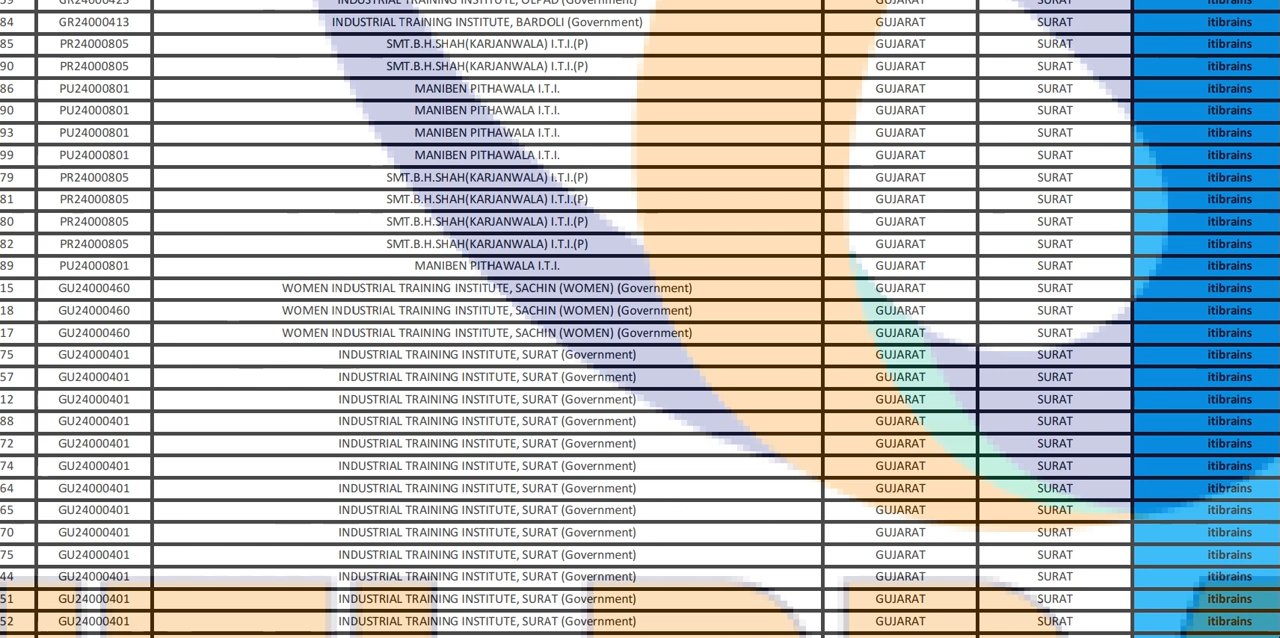 59 GR24000423 INDUSTRIAL TRAINING INSTITUTE, OLPAD (Government) GUJARAT SURAT itibrains
84 GR24000413 INDUSTRIAL TRAINING INSTITUTE, BARDOLI (Government) GUJARAT SURAT itibrains
85 PR24000805 SMT.B.H.SHAH(KARJANWALA) I.T.I.(P) GUJARAT SURAT itibrains
90 PR24000805 SMT.B.H.SHAH(KARJANWALA) I.T.I.(P) GUJARAT SURAT itibrains
86 PU24000801 MANIBEN PITHAWALA I.T.I. GUJARAT SURAT itibrains
90 PU24000801 MANIBEN PITHAWALA I.T.I. GUJARAT SURAT itibrains
93 PU24000801 MANIBEN PITHAWALA I.T.I. GUJARAT SURAT itibrains
99 PU24000801 MANIBEN PITHAWALA I.T.I. GUJARAT SURAT itibrains
79 PR24000805 SMT.B.H.SHAH(KARJANWALA) I.T.I.(P) GUJARAT SURAT itibrains
81 PR24000805 SMT.B.H.SHAH(KARJANWALA) I.T.I.(P) GUJARAT SURAT itibrains
80 PR24000805 SMT.B.H.SHAH(KARJANWALA) I.T.I.(P) GUJARAT SURAT itibrains
82 PR24000805 SMT.B.H.SHAH(KARJANWALA) I.T.I.(P) GUJARAT SURAT itibrains
89 PU24000801 MANIBEN PITHAWALA I.T.I. GUJARAT SURAT itibrains
15 GU24000460 WOMEN INDUSTRIAL TRAINING INSTITUTE, SACHIN (WOMEN) (Government) GUJARAT SURAT itibrains
18 GU24000460 WOMEN INDUSTRIAL TRAINING INSTITUTE, SACHIN (WOMEN) (Government) GUJARAT SURAT itibrains
17 GU24000460 WOMEN INDUSTRIAL TRAINING INSTITUTE, SACHIN (WOMEN) (Government) GUJARAT SURAT itibrains
75 GU24000401 INDUSTRIAL TRAINING INSTITUTE, SURAT (Government) GUJARAT SURAT itibrains
57 GU24000401 INDUSTRIAL TRAINING INSTITUTE, SURAT (Government) GUJARAT SURAT itibrains
12 GU24000401 INDUSTRIAL TRAINING INSTITUTE, SURAT (Government) GUJARAT SURAT itibrains
88 GU24000401 INDUSTRIAL TRAINING INSTITUTE, SURAT (Government) GUJARAT SURAT itibrains
72 GU24000401 INDUSTRIAL TRAINING INSTITUTE, SURAT (Government) GUJARAT SURAT itibrains
74 GU24000401 INDUSTRIAL TRAINING INSTITUTE, SURAT (Government) GUJARAT SURAT itibrains
64 GU24000401 INDUSTRIAL TRAINING INSTITUTE, SURAT (Government) GUJARAT SURAT itibrains
65 GU24000401 INDUSTRIAL TRAINING INSTITUTE, SURAT (Government) GUJARAT SURAT itibrains
70 GU24000401 INDUSTRIAL TRAINING INSTITUTE, SURAT (Government) GUJARAT SURAT itibrains
75 GU24000401 INDUSTRIAL TRAINING INSTITUTE, SURAT (Government) GUJARAT SURAT itibrains
44 GU24000401 INDUSTRIAL TRAINING INSTITUTE, SURAT (Government) GUJARAT SURAT itibrains
51 GU24000401 INDUSTRIAL TRAINING INSTITUTE, SURAT (Government) GUJARAT SURAT itibrains
52 GU24000401 INDUSTRIAL TRAINING INSTITUTE, SURAT (Government) GUJARAT SURAT itibrains